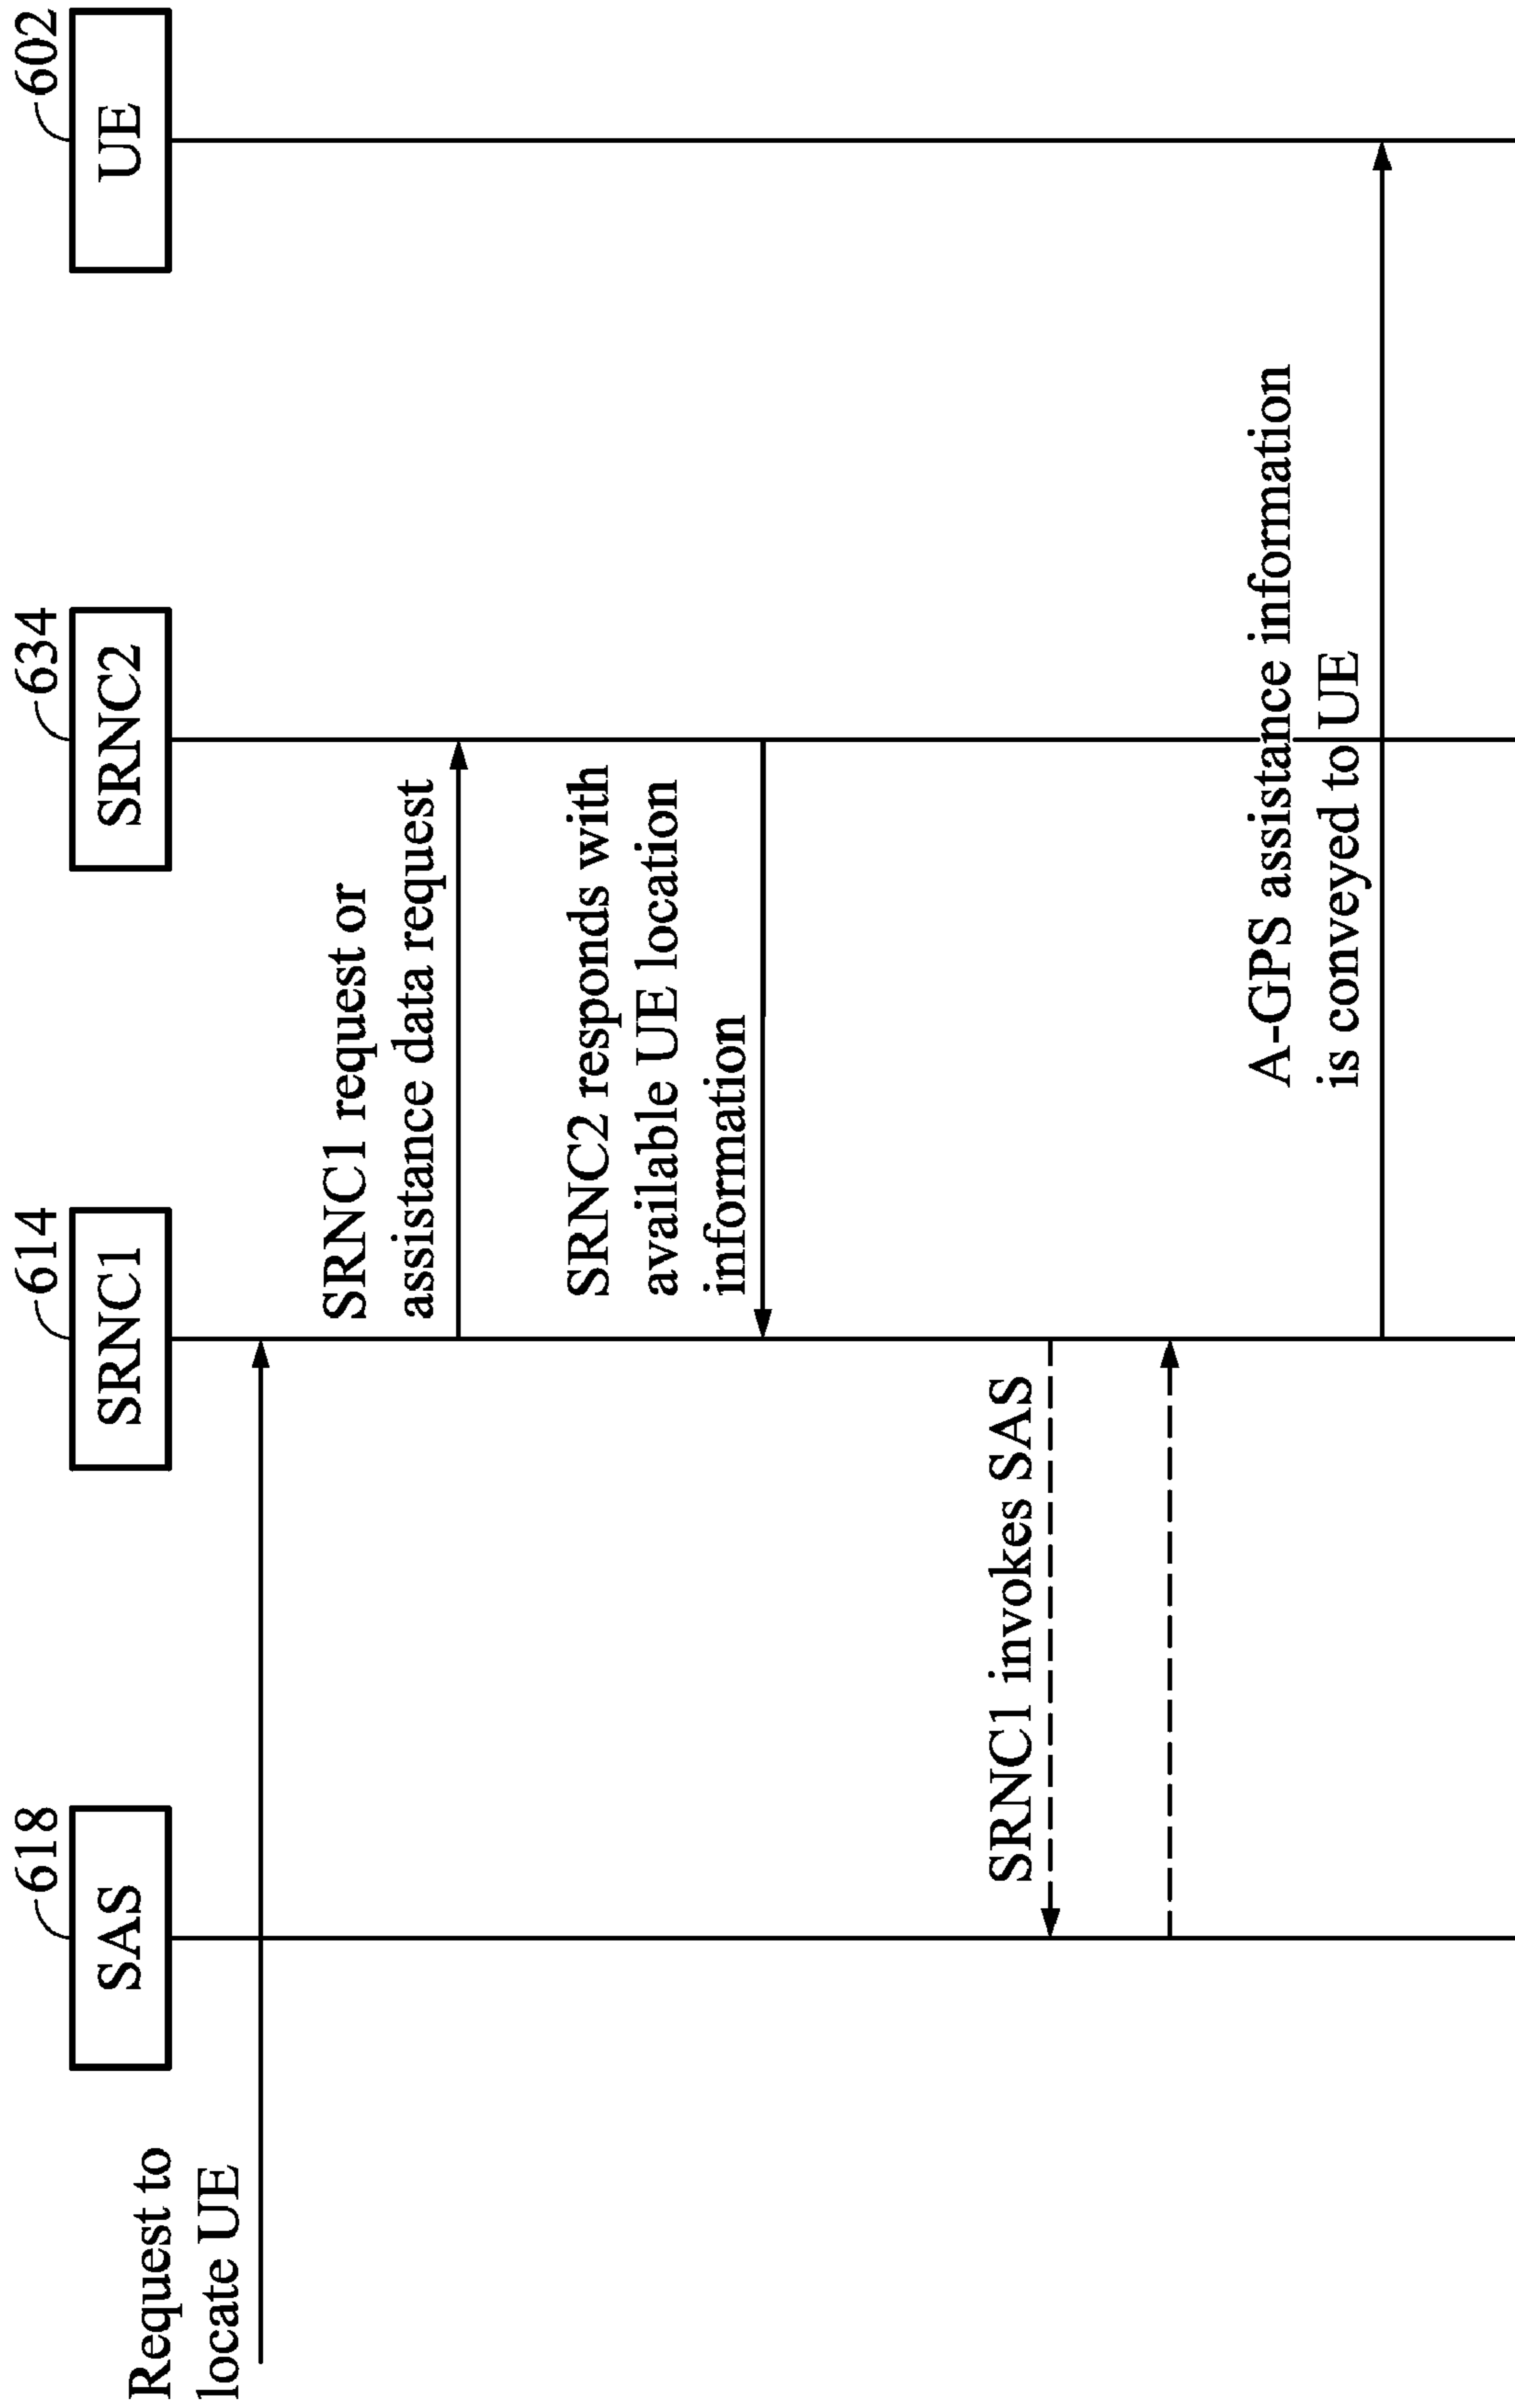 618
614
634
602
SAS
SRNC1
SRNC2
UE
Request to
locate UE
SRNC1 request or
assistance data request
SRNC2 responds with
available UE location
information
SRNC1 invokes SAS
A-GPS assistance information
is conveyed to UE